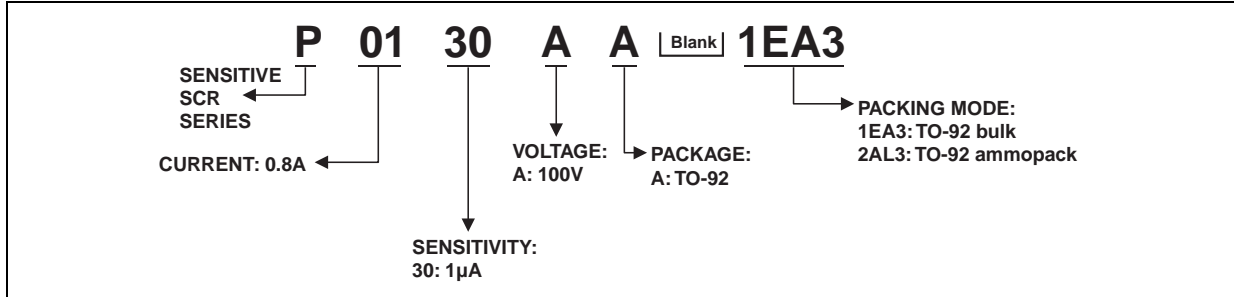 P 01 30 A A Blank 1EA3
SENSITIVE
SCR
SERIES
CURRENT: 0.8A
VOLTAGE:
A: 100V
PACKAGE:
A: TO-92
PACKING MODE:
1EA3: TO-92 bulk
2AL3: TO-92 ammopack
SENSITIVITY:
30: 1µA